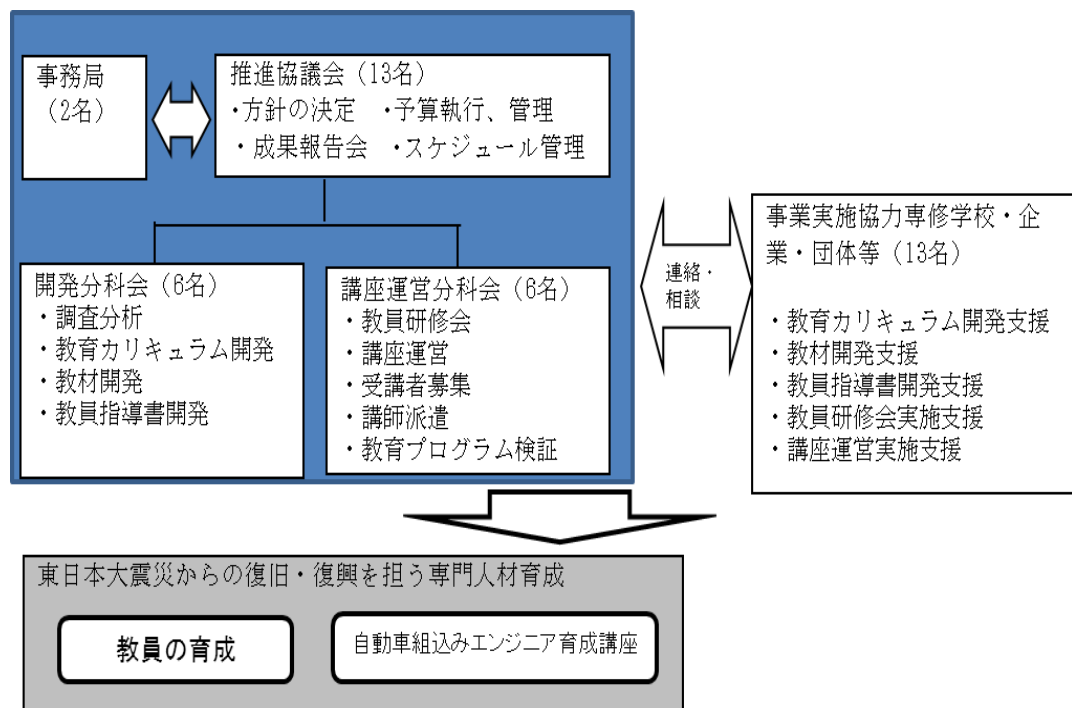 事務局
（2名）
推進協議会（13名）
・方針の決定　・予算執行、管理
・成果報告会　・スケジュール管理
開発分科会（6名）
・調査分析
・教育カリキュラム開発
・教材開発
・教員指導書開発
講座運営分科会（6名）
・教員研修会
・講座運営
・受講者募集
・講師派遣
・教育プログラム検証
連絡・
相談
事業実施協力専修学校・企
業・団体等（13名）
・教育カリキュラム開発支援
・教材開発支援
・教員指導書開発支援
・教員研修会実施支援
・講座運営実施支援
東日本大震災からの復旧・復興を担う専門人材育成
教員の育成
自動車組込みエンジニア育成講座